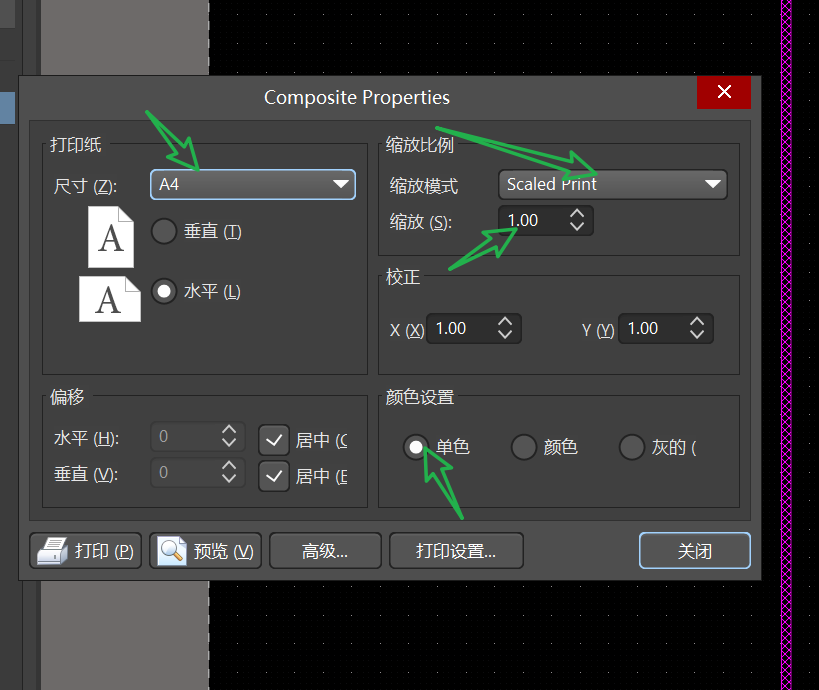 Composite Properties
打印纸
尺寸 (Z):
A4
A
垂直 (T)
A
水平 (L)
缩放比例
缩放模式
Scaled Print
缩放 (S):
1.00
校正
X (X)
1.00
Y (Y)
1.00
偏移
水平 (H):
0
居中 (
垂直 (V):
0
居中 (
颜色设置
单色
颜色
灰的 (
打印 (P)
预览 (V)
高级...
打印设置...
关闭